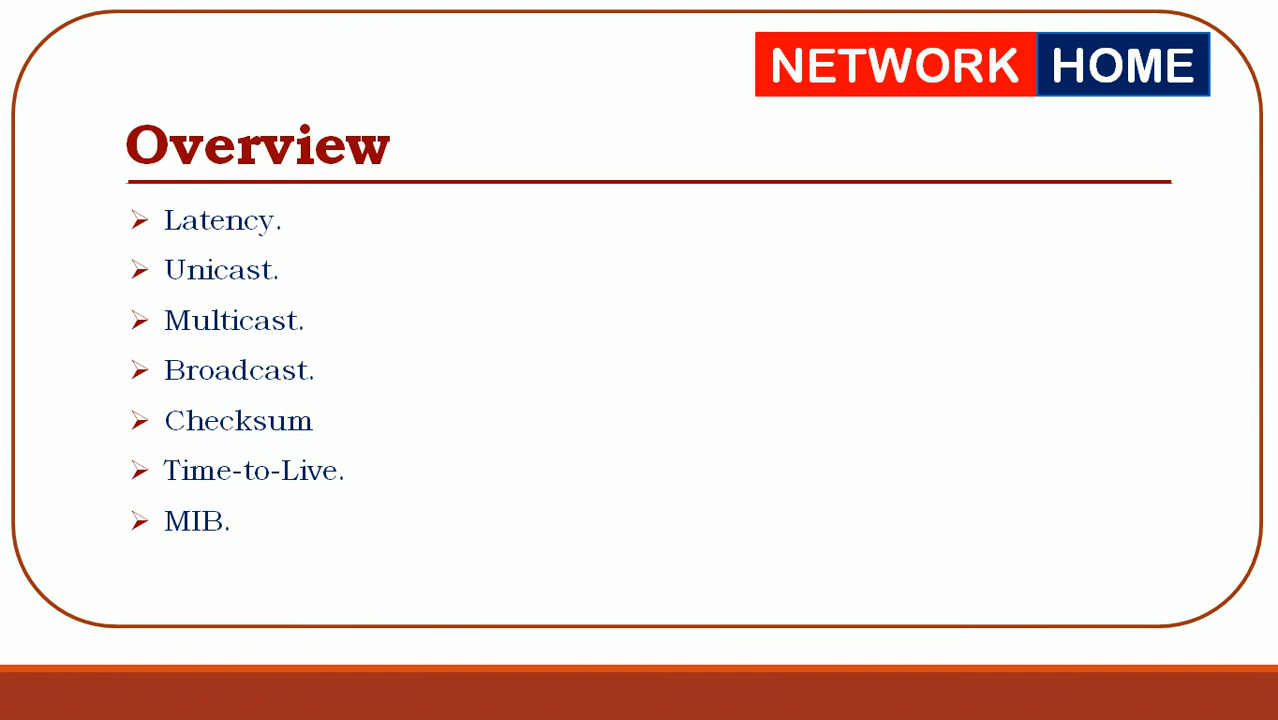 NETWORK HOME
Overview
Latency.
Unicast.
Multicast.
Broadcast.
Checksum
Time-to-Live.
MIB.